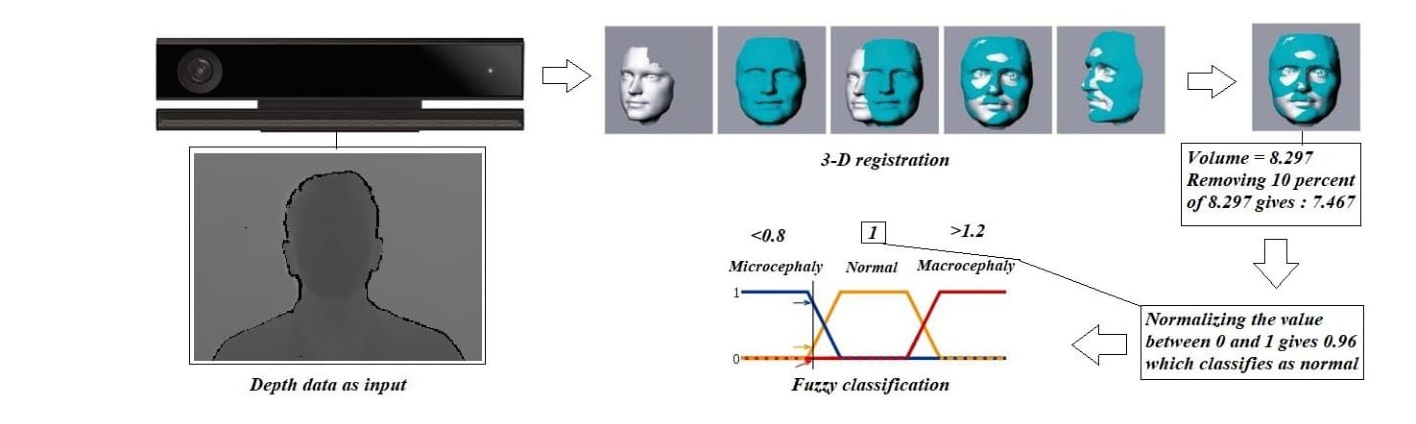 3-D registration
Volume = 8.297
Removing 10 percent
of 8.297 gives : 7.467
<0.8
1
>1.2
Microcephaly
Normal
Macrocephaly
1
0
Normalizing the value
between 0 and 1 gives 0.96
which classifies as normal
Depth data as input
Fuzzy classification